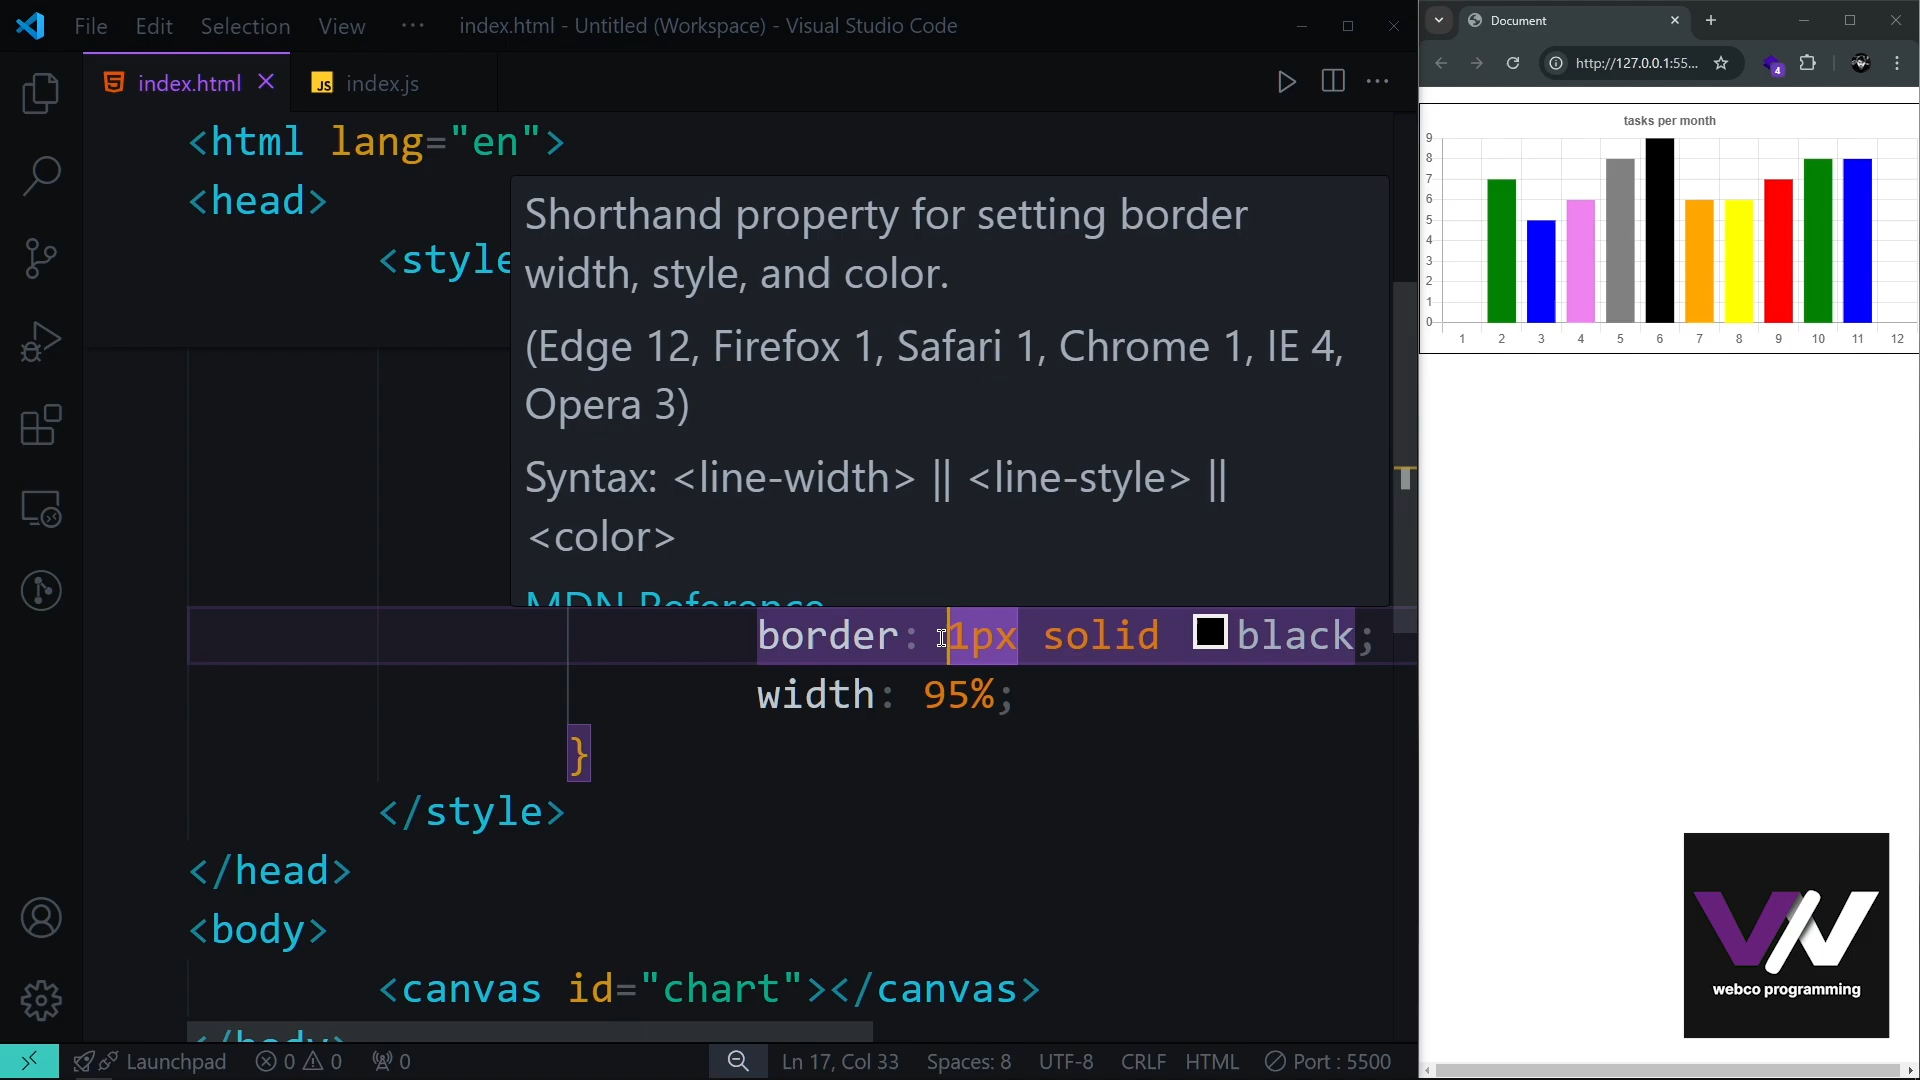 File Edit Selection View ··· index.html - Untitled (Workspace) - Visual Studio Code
index.html JS index.js
<html lang="en">
<head>
<style
Shorthand property for setting border
width, style, and color.
(Edge 12, Firefox 1, Safari 1, Chrome 1, IE 4,
Opera 3)
Syntax: <line-width> || <line-style> ||
<color>
MDN Reference
border: 1px solid black;
width: 95%;
}
</style>
</head>
<body>
<canvas id="chart"></canvas>
</body>
Launchpad 0 0 0 Ln 17, Col 33 Spaces: 8 UTF-8 CRLF HTML Port : 5500
Document
http://127.0.0.1:55...
4
tasks per month
9
8
7
6
5
4
3
2
1
0
1 2 3 4 5 6 7 8 9 10 11 12
webco programming